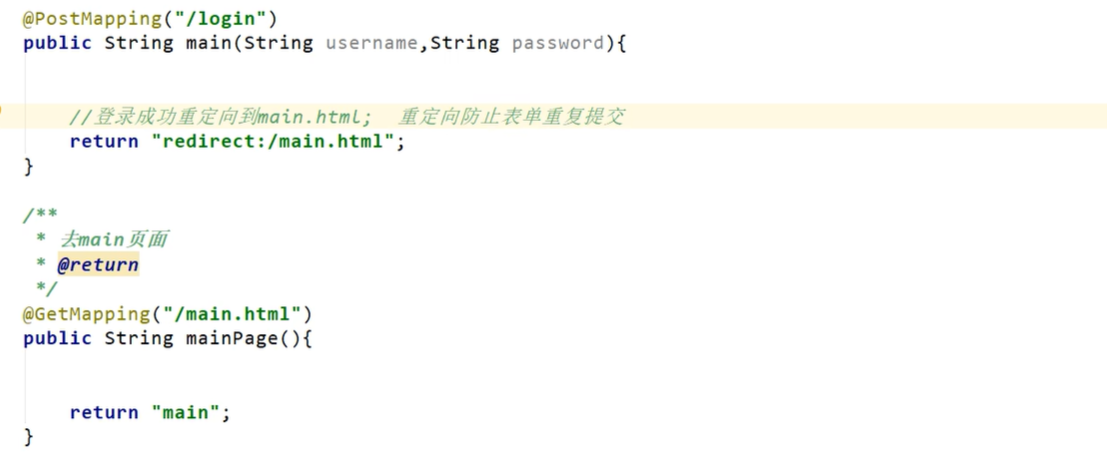 @PostMapping("/login")
public String main(String username,String password){
//登录成功重定向到main.html;  重定向防止表单重复提交
return "redirect:/main.html";
}
/**
* 去main页面
* @return
*/
@GetMapping("/main.html")
public String mainPage(){
return "main";
}